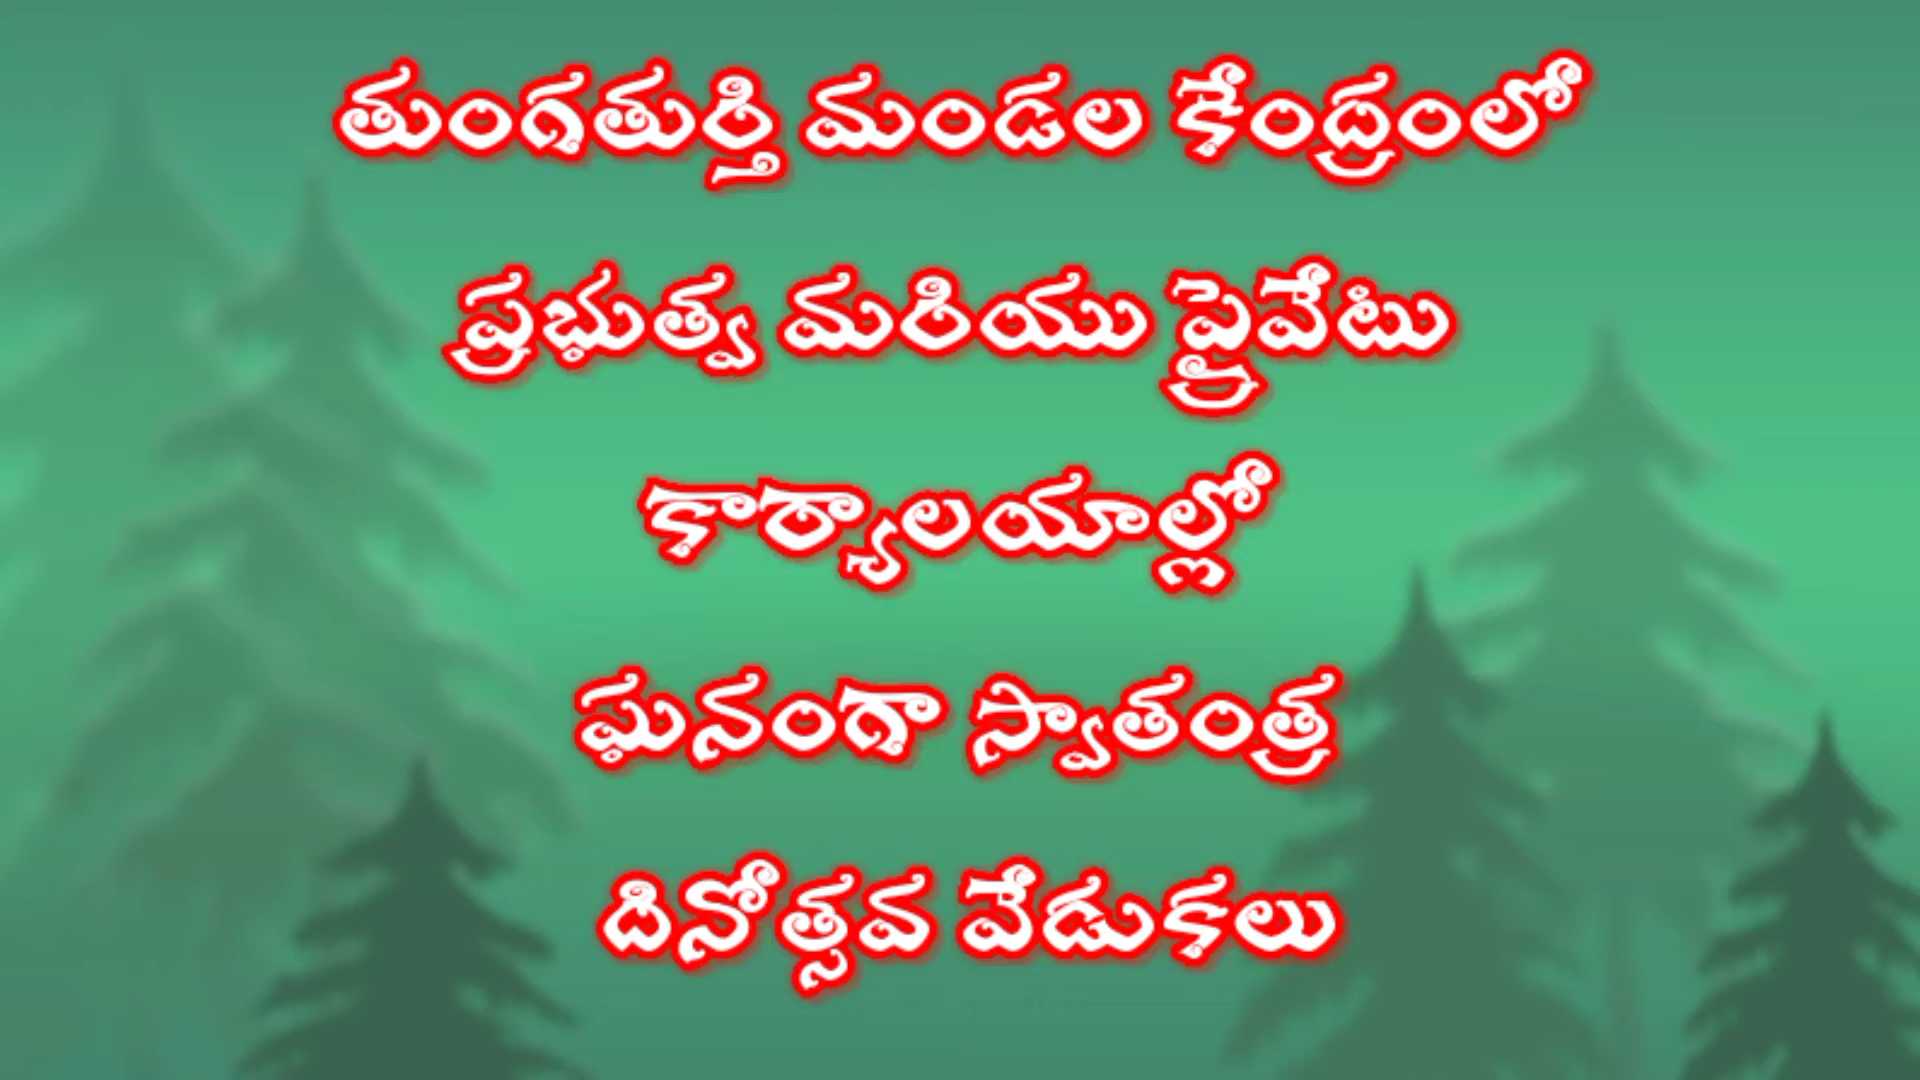 తుంగతుర్తి మండల కేంద్రంలో
ప్రభుత్వ మరియు ప్రైవేటు
కార్యాలయాల్లో
ఘనంగా స్వాతంత్ర
దినోత్సవ వేడుకలు